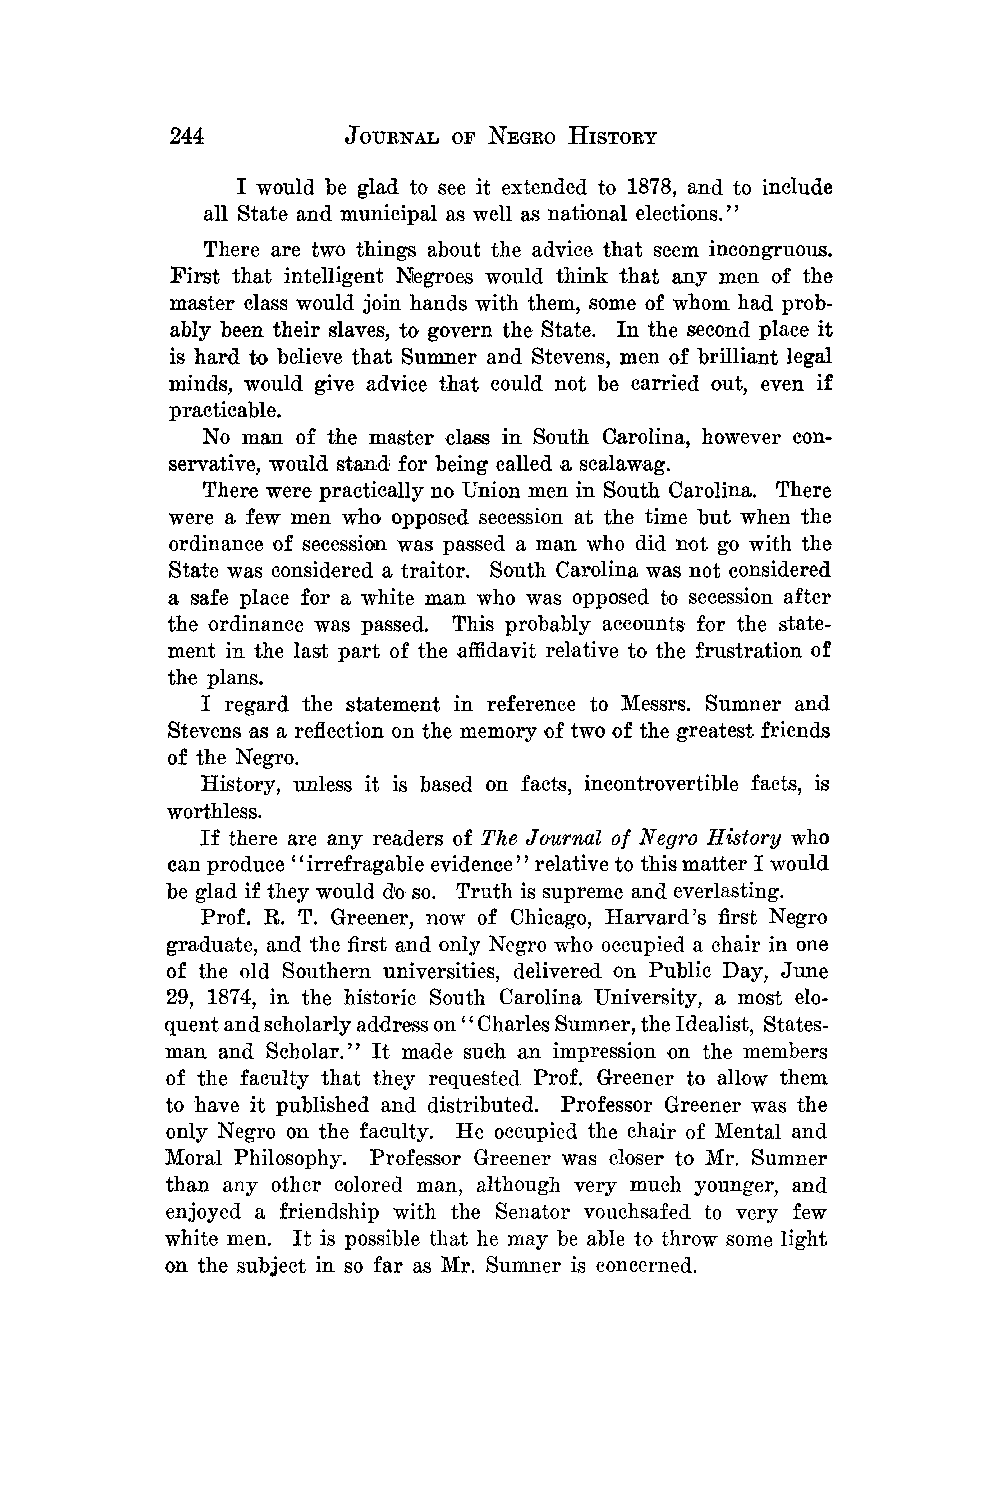 244 JOURNAL OF NEGRO HISTORY
I would be glad to see it extended to 1878, and to include
all State and municipal as well as national elections.''
There are two things about the advice that seem incongruous.
First that intelligent Negroes would think that any men of the
master class would join hands with them, some of whom had prob-
ably been their slaves, to govern the State. In the second place it
is hard to believe that Sumner and Stevens, men of brilliant legal
minds, would give advice that could not be carried out, even if
practicable.
No man of the master class in South Carolina, however con-
servative, would stand for being called a scalawag.
There were practically no Union men in South Carolina. There
were a few men who opposed secession at the time but when the
ordinance of secession was passed a man who did not go with the
State was considered a traitor. South Carolina was not considered
a safe place for a white man who was opposed to secession after
the ordinance was passed. This probably accounts for the state-
ment in the last part of the affidavit relative to the frustration of
the plans.
I regard the statement in reference to Messrs. Sumner and
Stevens as a reflection on the memory of two of the greatest friends
of the Negro.
History, unless it is based on facts, incontrovertible facts, is
worthless.
If there are any readers of The Journal of Negro History who
can produce ''irrefragable evidence'' relative to this matter I would
be glad if they would do so. Truth is supreme and everlasting.
Prof. R. T. Greener, now of Chicago, Harvard's first Negro
graduate, and the first and only Negro who occupied a chair in one
of the old Southern universities, delivered on Public Day, June
29, 1874, in the historic South Carolina University, a most elo-
quent and scholarly address on ''Charles Sumner, the Idealist, States-
man and Scholar.'' It made such an impression on the members
of the faculty that they requested Prof. Greener to allow them
to have it published and distributed. Professor Greener was the
only Negro on the faculty. He occupied the chair of Mental and
Moral Philosophy. Professor Greener was closer to Mr. Sumner
than any other colored man, although very much younger, and
enjoyed a friendship with the Senator vouchsafed to very few
white men. It is possible that he may be able to throw some light
on the subject in so far as Mr. Sumner is concerned.